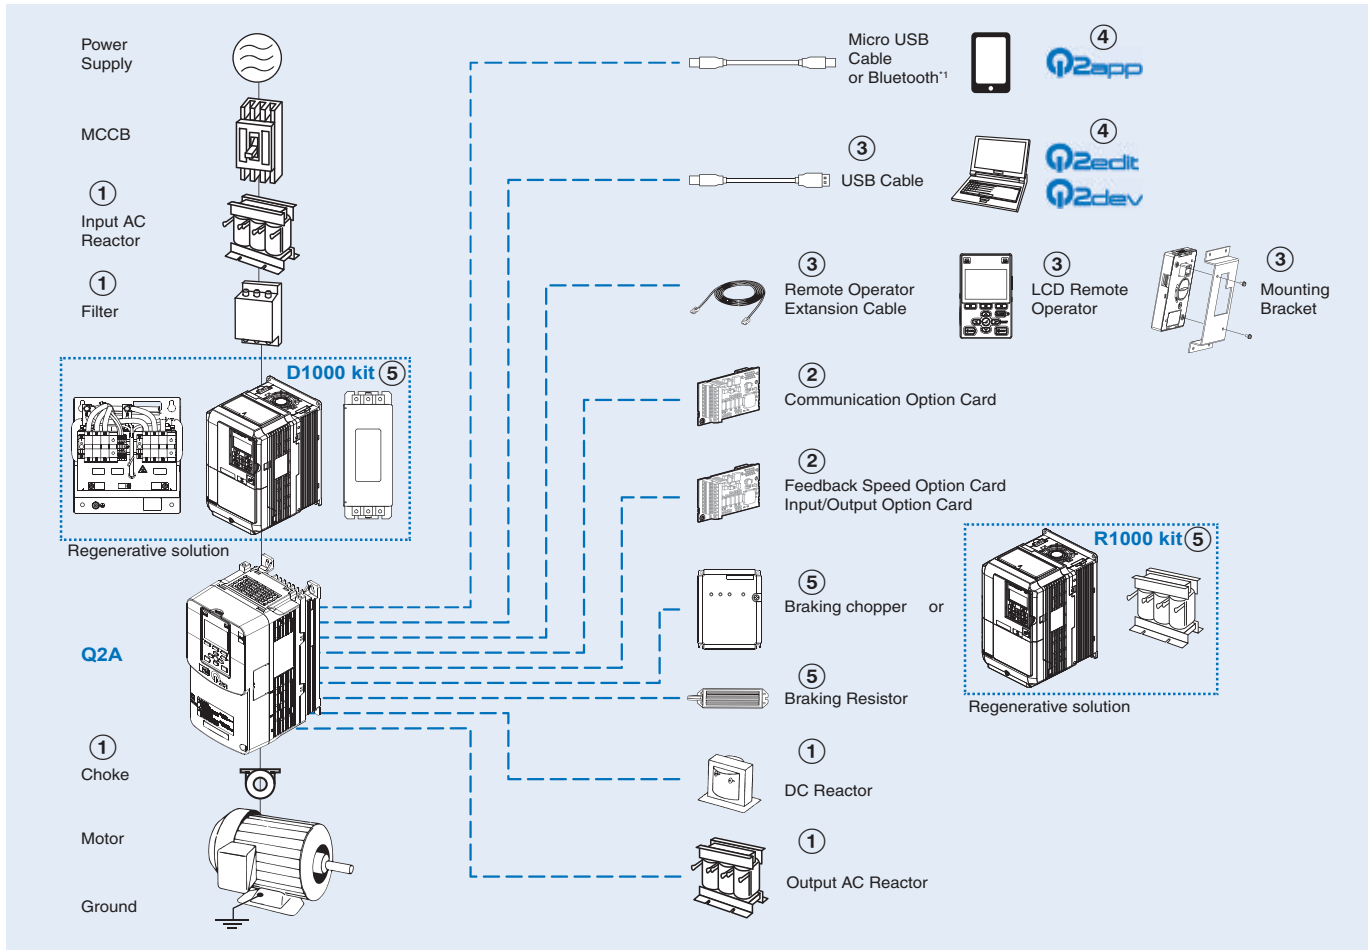 Power
Supply
MCCB
1
Input AC
Reactor
1
Filter
D1000 kit 5
Regenerative solution
Q2A
1
Choke
Motor
Ground
Micro USB
Cable
or Bluetooth*1
4
Q2app
3
USB Cable
4
Q2edit
Q2dev
3
Remote Operator
Extension Cable
3
LCD Remote
Operator
3
Mounting
Bracket
2
Communication Option Card
2
Feedback Speed Option Card
Input/Output Option Card
5
Braking chopper or
R1000 kit 5
Regenerative solution
5
Braking Resistor
1
DC Reactor
1
Output AC Reactor